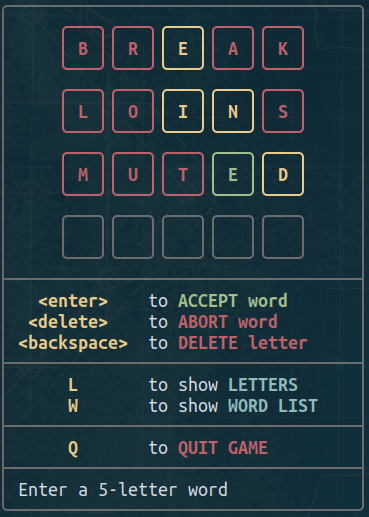 B R E A K
L O I N S
M U T E D
<enter> to ACCEPT word
<delete> to ABORT word
<backspace> to DELETE letter
L to show LETTERS
W to show WORD LIST
Q to QUIT GAME
Enter a 5-letter word